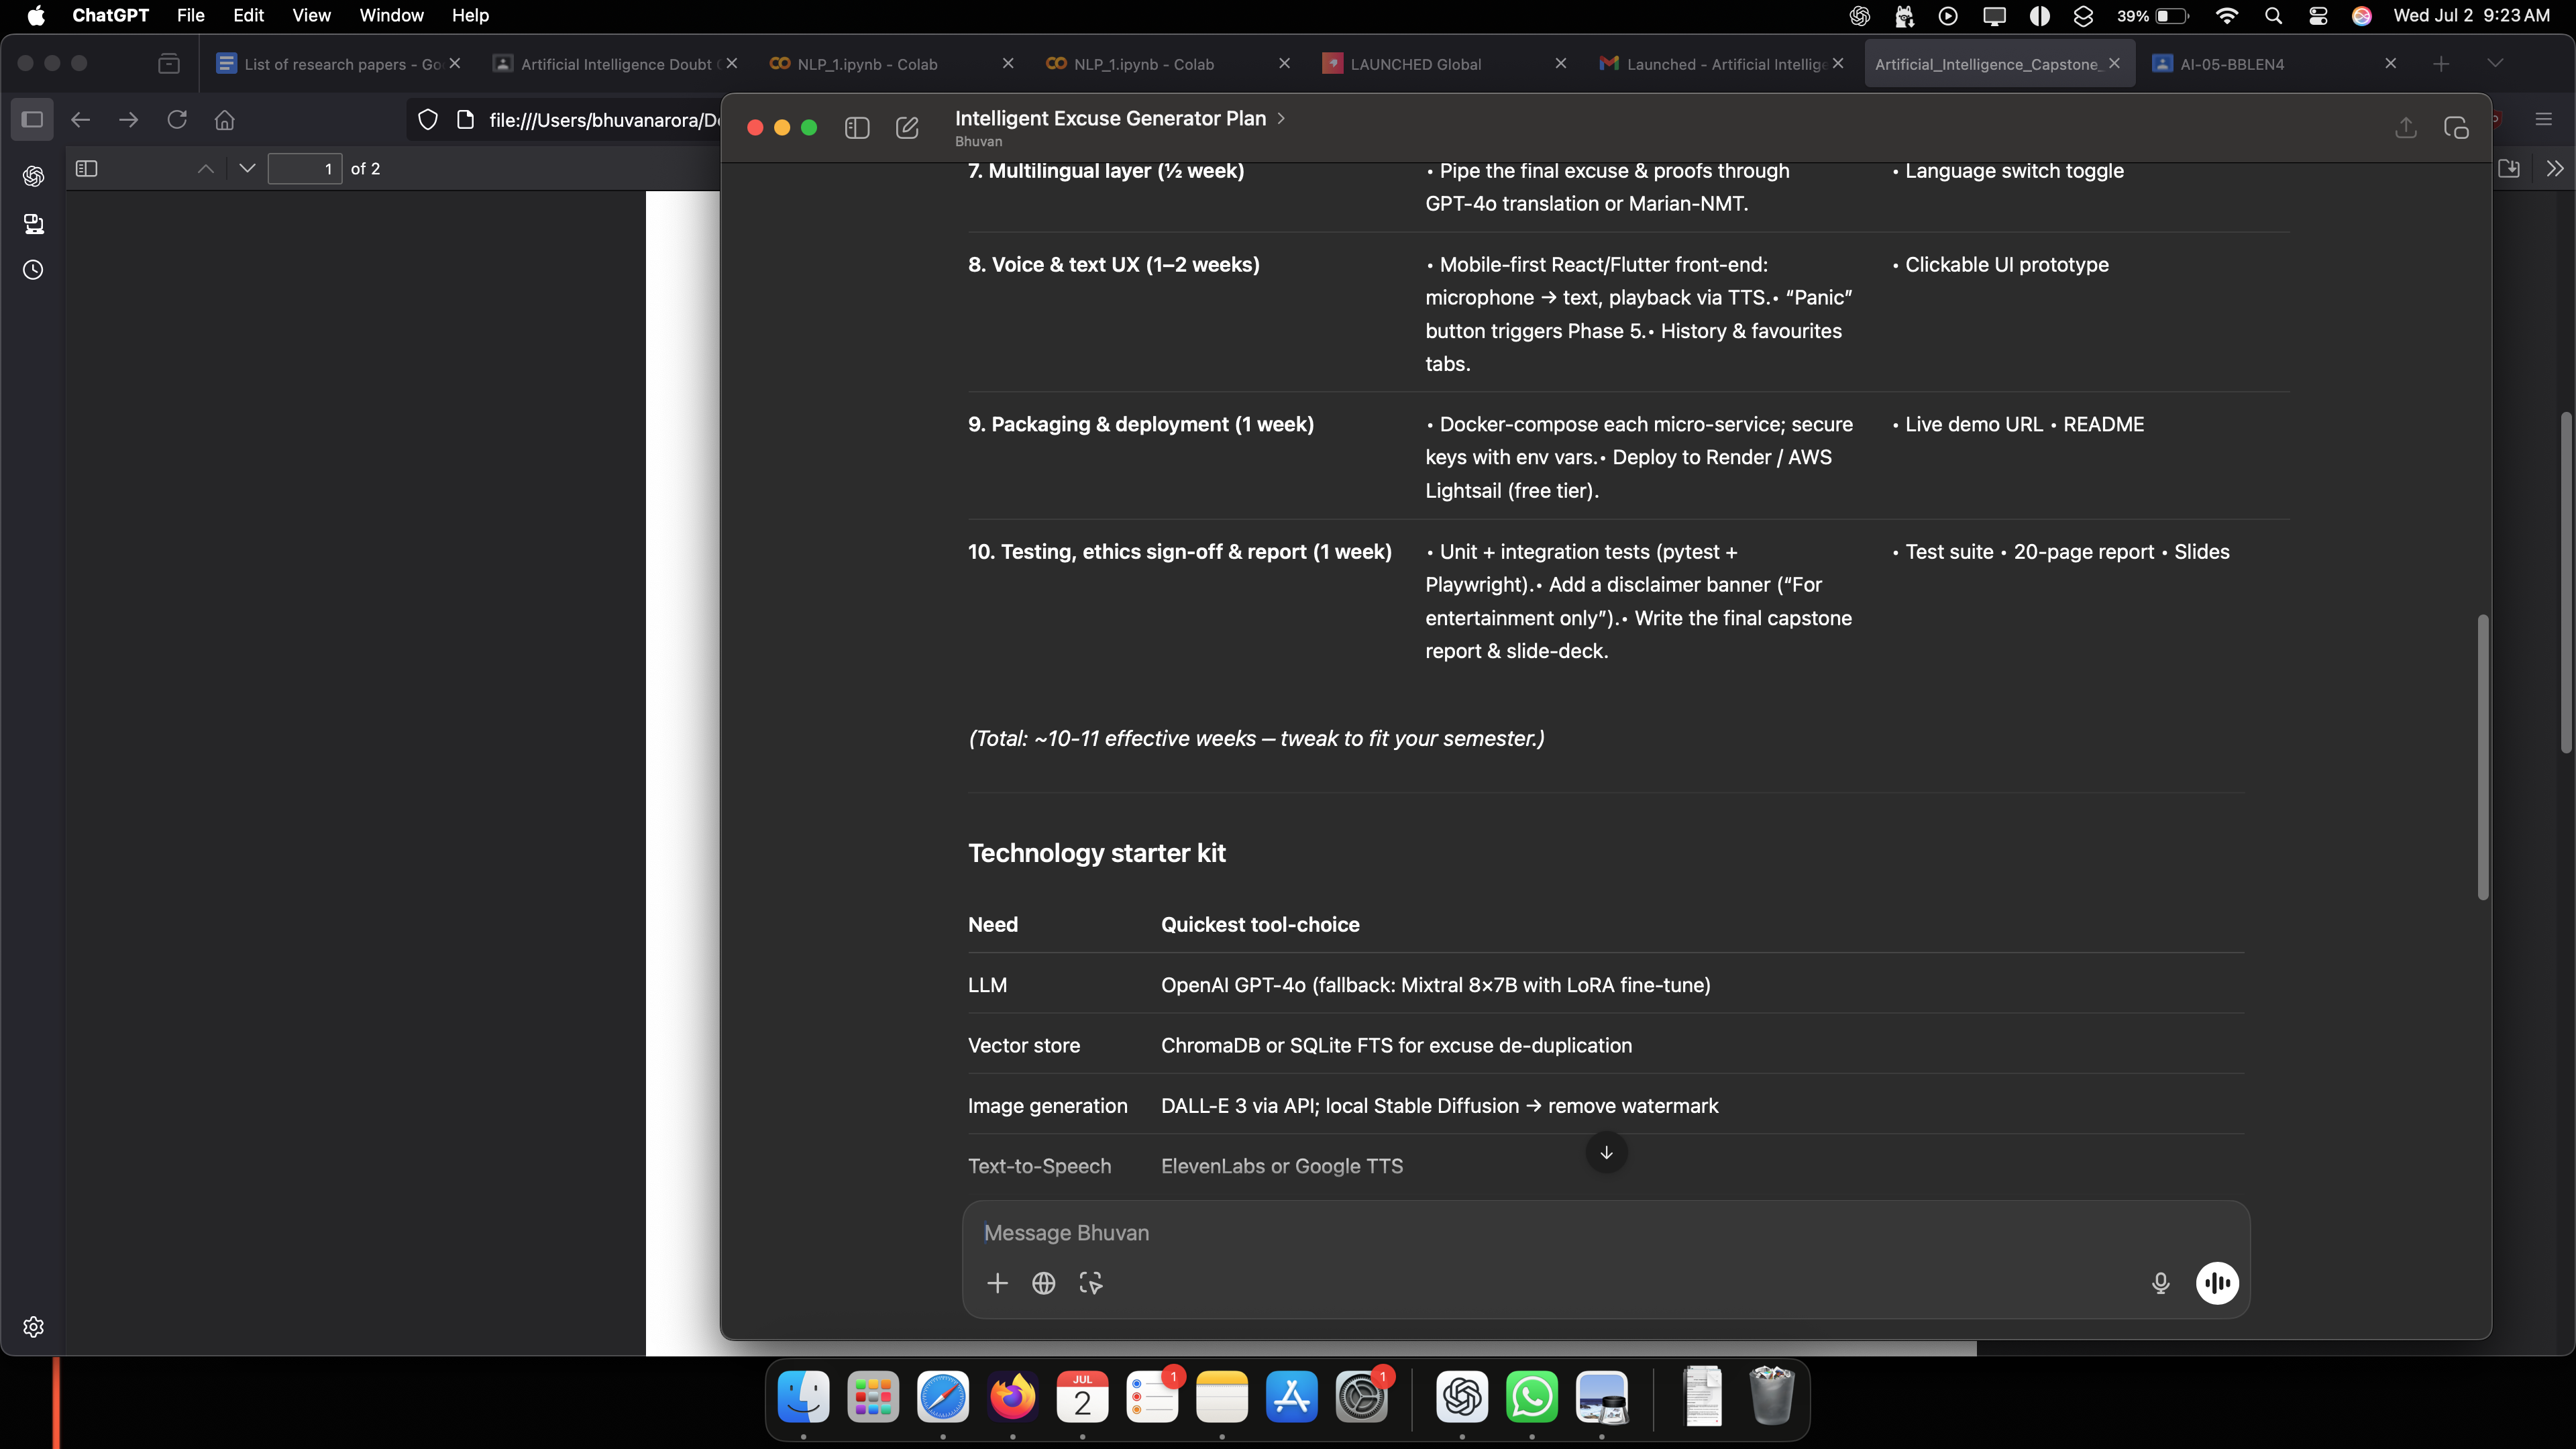 ChatGPT File Edit View Window Help 39% Wed Jul 2 9:23 AM
List of research papers - Go Artificial Intelligence Doubt NLP_1.ipynb - Colab NLP_1.ipynb - Colab LAUNCHED Global Launched - Artificial Intellige Artificial_Intelligence_Capstone_ AI-05-BBLEN4
file:///Users/bhuvanarora/De
1 of 2
Intelligent Excuse Generator Plan >
Bhuvan
7. Multilingual layer (½ week)
• Pipe the final excuse & proofs through
GPT-4o translation or Marian-NMT.
• Language switch toggle
8. Voice & text UX (1–2 weeks)
• Mobile-first React/Flutter front-end:
microphone → text, playback via TTS.• “Panic”
button triggers Phase 5.• History & favourites
tabs.
• Clickable UI prototype
9. Packaging & deployment (1 week)
• Docker-compose each micro-service; secure
keys with env vars.• Deploy to Render / AWS
Lightsail (free tier).
• Live demo URL • README
10. Testing, ethics sign-off & report (1 week)
• Unit + integration tests (pytest +
Playwright).• Add a disclaimer banner (“For
entertainment only”).• Write the final capstone
report & slide-deck.
• Test suite • 20-page report • Slides
(Total: ~10-11 effective weeks – tweak to fit your semester.)
Technology starter kit
Need Quickest tool-choice
LLM OpenAI GPT-4o (fallback: Mixtral 8×7B with LoRA fine-tune)
Vector store ChromaDB or SQLite FTS for excuse de-duplication
Image generation DALL-E 3 via API; local Stable Diffusion → remove watermark
Text-to-Speech ElevenLabs or Google TTS
Message Bhuvan
JUL
2
1
1